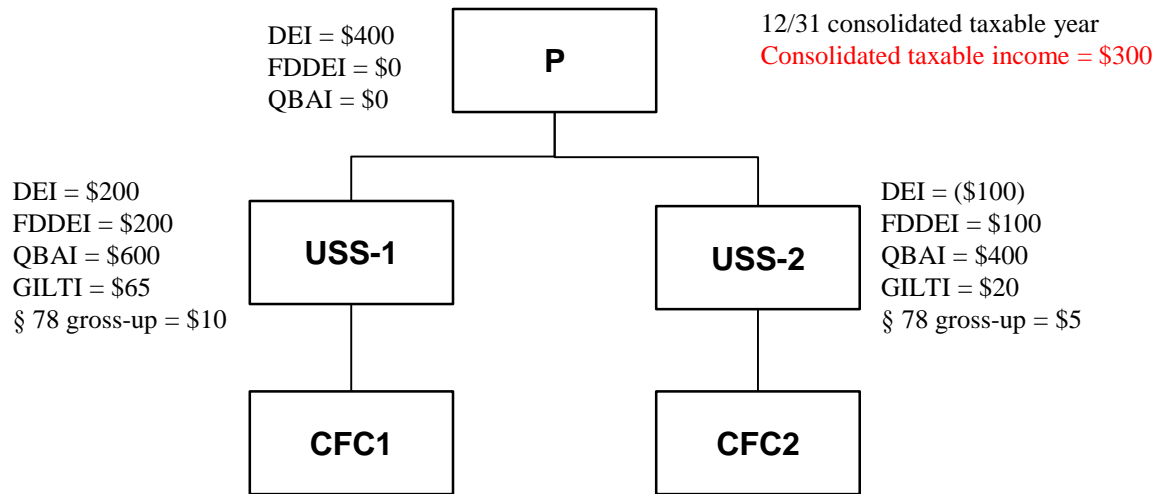 DEI = $400
FDDEI = $0
QBAI = $0
P
12/31 consolidated taxable year
Consolidated taxable income = $300
DEI = $200
FDDEI = $200
QBAI = $600
GILTI = $65
§ 78 gross-up = $10
USS-1
USS-2
DEI = ($100)
FDDEI = $100
QBAI = $400
GILTI = $20
§ 78 gross-up = $5
CFC1
CFC2